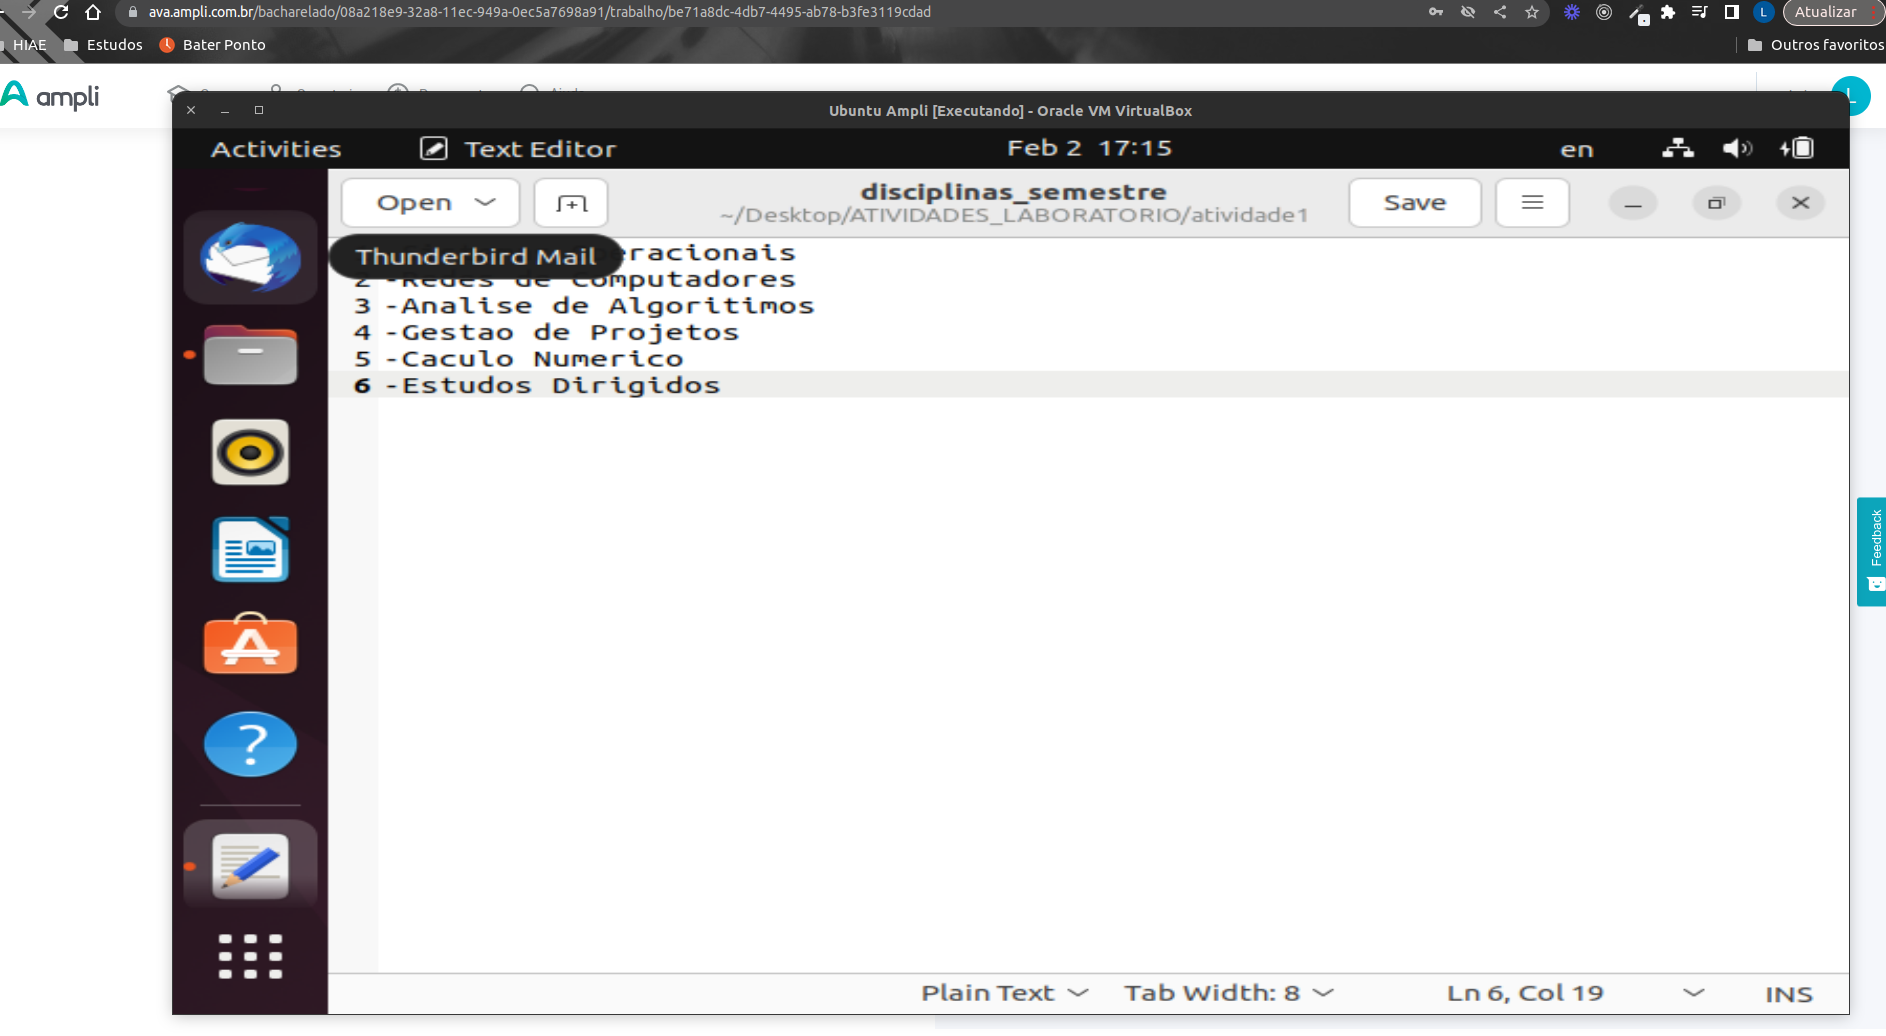 ava.ampli.com.br/bacharelado/08a218e9-32a8-11ec-949a-0ec5a7698a91/trabalho/be71a8dc-4db7-4495-ab78-b3fe3119cdad
L
Atualizar
HIAE
Estudos
Bater Ponto
Outros favoritos
ampli
L
Ubuntu Ampli [Executando] - Oracle VM VirtualBox
Activities
Text Editor
Feb 2 17:15
en
Open
disciplinas_semestre
~/Desktop/ATIVIDADES_LABORATORIO/atividade1
Save
Thunderbird Mail
2 -Redes de Computadores
3 -Analise de Algoritimos
4 -Gestao de Projetos
5 -Caculo Numerico
6 -Estudos Dirigidos
Feedback
Plain Text
Tab Width: 8
Ln 6, Col 19
INS